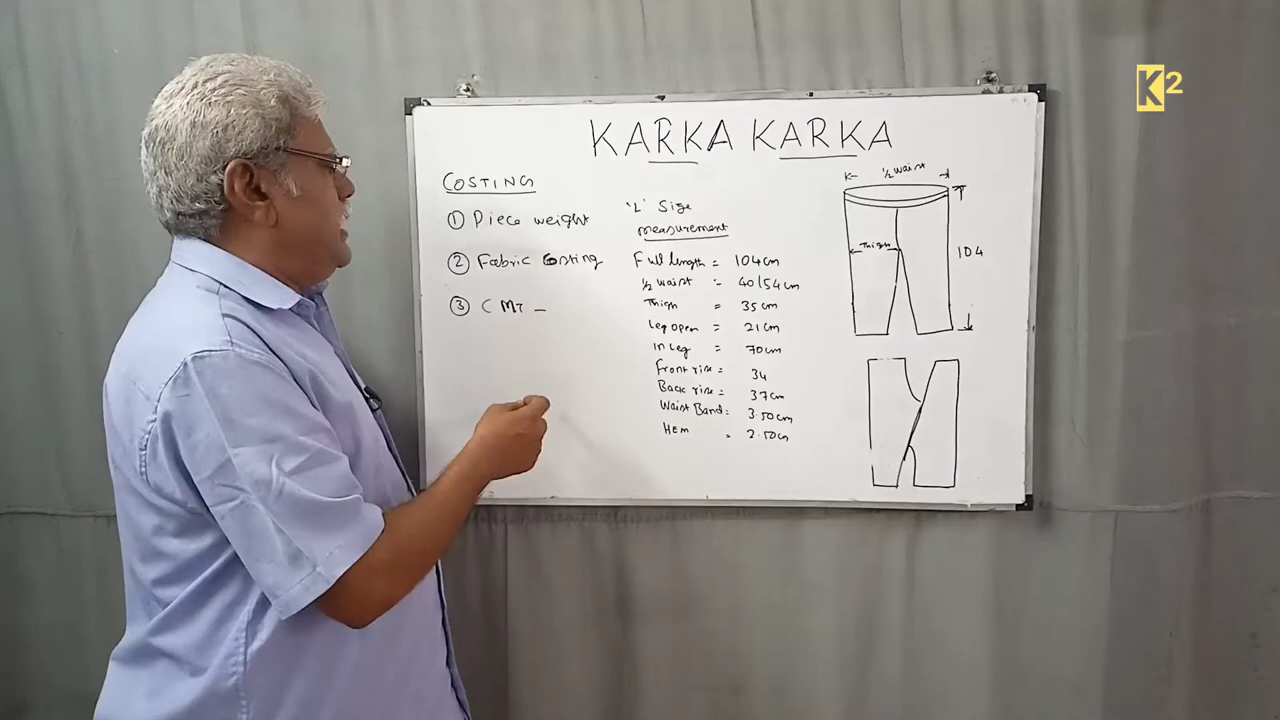 K2
KARKA KARKA
COSTING
① Piece weight
② Fabric Costing
③ CMT -
'L' Size
measurement
Full length = 104cm
1/2 waist = 40/54cm
Thigh = 35cm
Leg open = 21cm
In Leg = 70cm
Front rise = 34
Back rise = 37cm
Waist Band = 3.50cm
Hem = 2.50cm
1/2 waist
Thigh
104